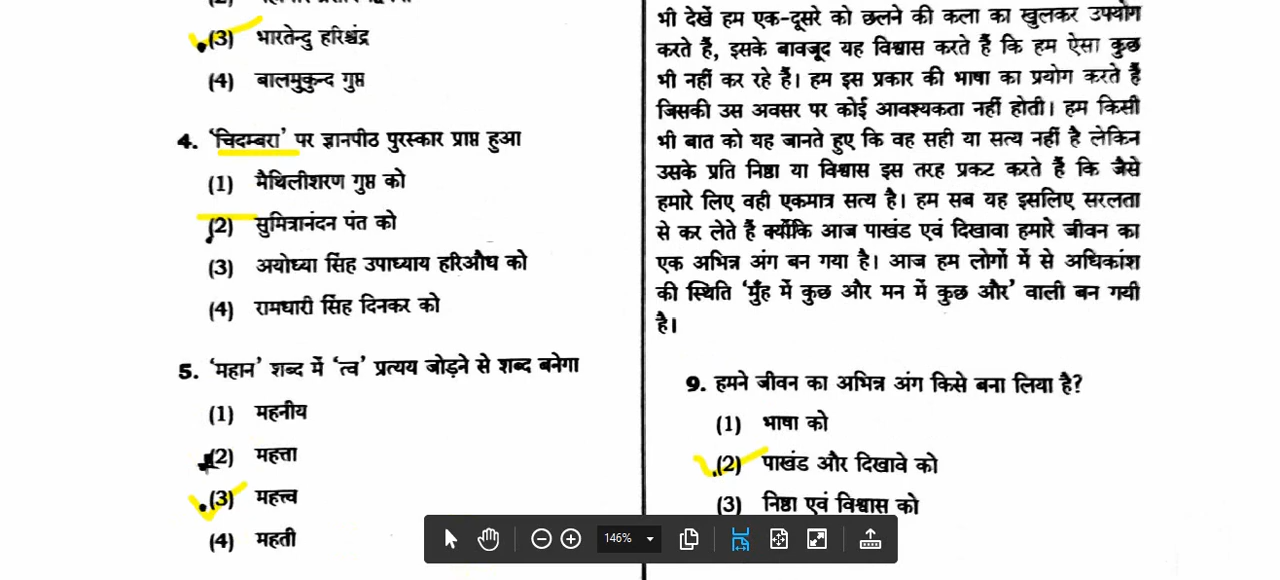 (3) भारतेन्दु हरिश्चंद्र
(4) बालमुकुन्द गुप्त
4. 'चिदम्बरा' पर ज्ञानपीठ पुरस्कार प्राप्त हुआ
(1) मैथिलीशरण गुप्त को
(2) सुमित्रानंदन पंत को
(3) अयोध्या सिंह उपाध्याय हरिऔध को
(4) रामधारी सिंह दिनकर को
5. 'महान' शब्द में 'त्व' प्रत्यय जोड़ने से शब्द बनेगा
(1) महनीय
(2) महत्ता
(3) महत्त्व
(4) महती
भी देखें हम एक-दूसरे को छलने की कला का खुलकर उपयोग
करते हैं, इसके बावजूद यह विश्वास करते हैं कि हम ऐसा कुछ
भी नहीं कर रहे हैं। हम इस प्रकार की भाषा का प्रयोग करते हैं
जिसकी उस अवसर पर कोई आवश्यकता नहीं होती। हम किसी
भी बात को यह जानते हुए कि वह सही या सत्य नहीं है लेकिन
उसके प्रति निष्ठा या विश्वास इस तरह प्रकट करते हैं कि जैसे
हमारे लिए वही एकमात्र सत्य है। हम सब यह इसलिए सरलता
से कर लेते हैं क्योंकि आज पाखंड एवं दिखावा हमारे जीवन का
एक अभिन्न अंग बन गया है। आज हम लोगों में से अधिकांश
की स्थिति 'मुँह में कुछ और मन में कुछ और' वाली बन गयी
है।
9. हमने जीवन का अभिन्न अंग किसे बना लिया है?
(1) भाषा को
(2) पाखंड और दिखावे को
(3) निष्ठा एवं विश्वास को
146%